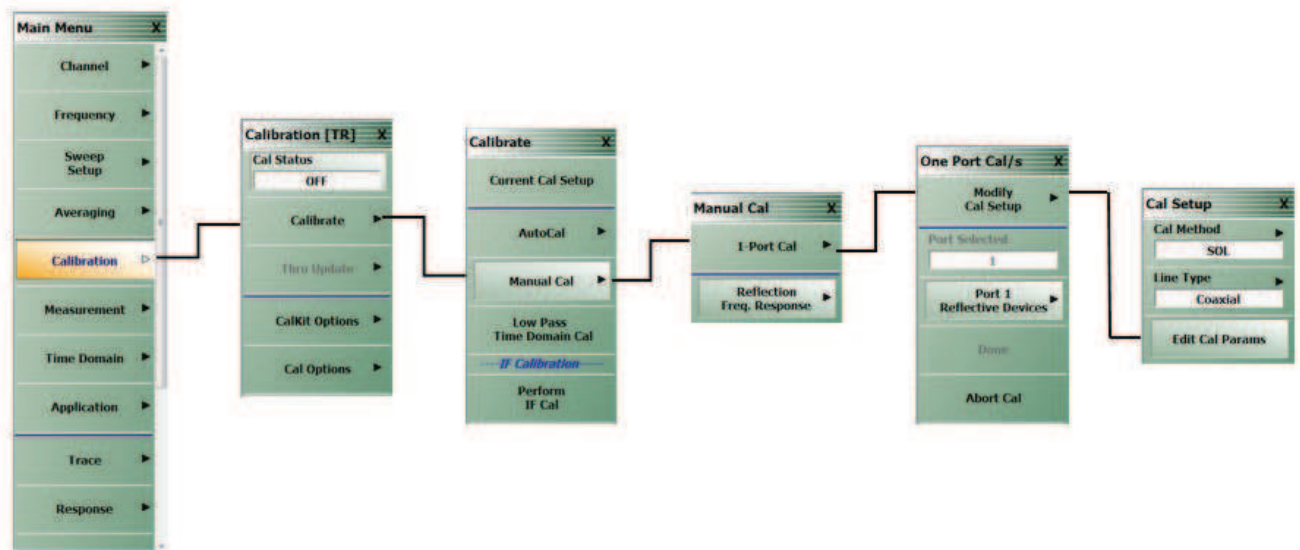 Main Menu X
Channel
Frequency
Sweep
Setup
Averaging
Calibration
Measurement
Time Domain
Application
Trace
Response
Calibration [TR] X
Cal Status
OFF
Calibrate
Thru Update
CalKit Options
Cal Options
Calibrate X
Current Cal Setup
AutoCal
Manual Cal
Low Pass
Time Domain Cal
IF Calibration
Perform
IF Cal
Manual Cal X
1-Port Cal
Reflection
Freq. Response
One Port Cal/s X
Modify
Cal Setup
Port Selected
1
Port 1
Reflective Devices
Done
Abort Cal
Cal Setup X
Cal Method
SOL
Line Type
Coaxial
Edit Cal Params